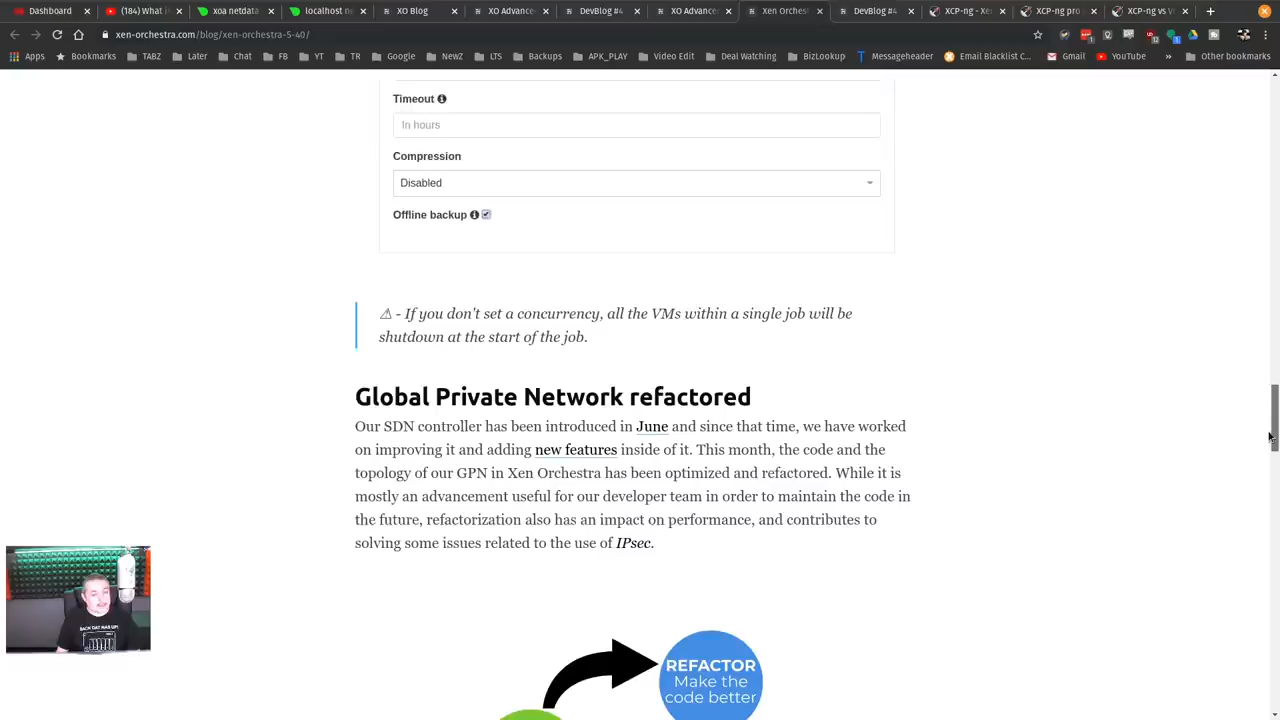 Dashboard
(184) What I
xoa netdata
localhost n
XO Blog
XO Advance
DevBlog #4
XO Advance
Xen Orchest
DevBlog #4
XCP-ng - Xe
XCP-ng pro
XCP-ng vs V
xen-orchestra.com/blog/xen-orchestra-5-40/
Apps
Bookmarks
TABZ
Later
Chat
FB
YT
TR
Google
NewZ
LTS
Backups
APK_PLAY
Video Edit
Deal Watching
BizLookup
Messageheader
Email Blacklist C...
Gmail
YouTube
»
Other bookmarks
Timeout
In hours
Compression
Disabled
Offline backup
⚠ - If you don't set a concurrency, all the VMs within a single job will be
shutdown at the start of the job.
Global Private Network refactored
Our SDN controller has been introduced in June and since that time, we have worked
on improving it and adding new features inside of it. This month, the code and the
topology of our GPN in Xen Orchestra has been optimized and refactored. While it is
mostly an advancement useful for our developer team in order to maintain the code in
the future, refactorization also has an impact on performance, and contributes to
solving some issues related to the use of IPsec.
REFACTOR
Make the
code better